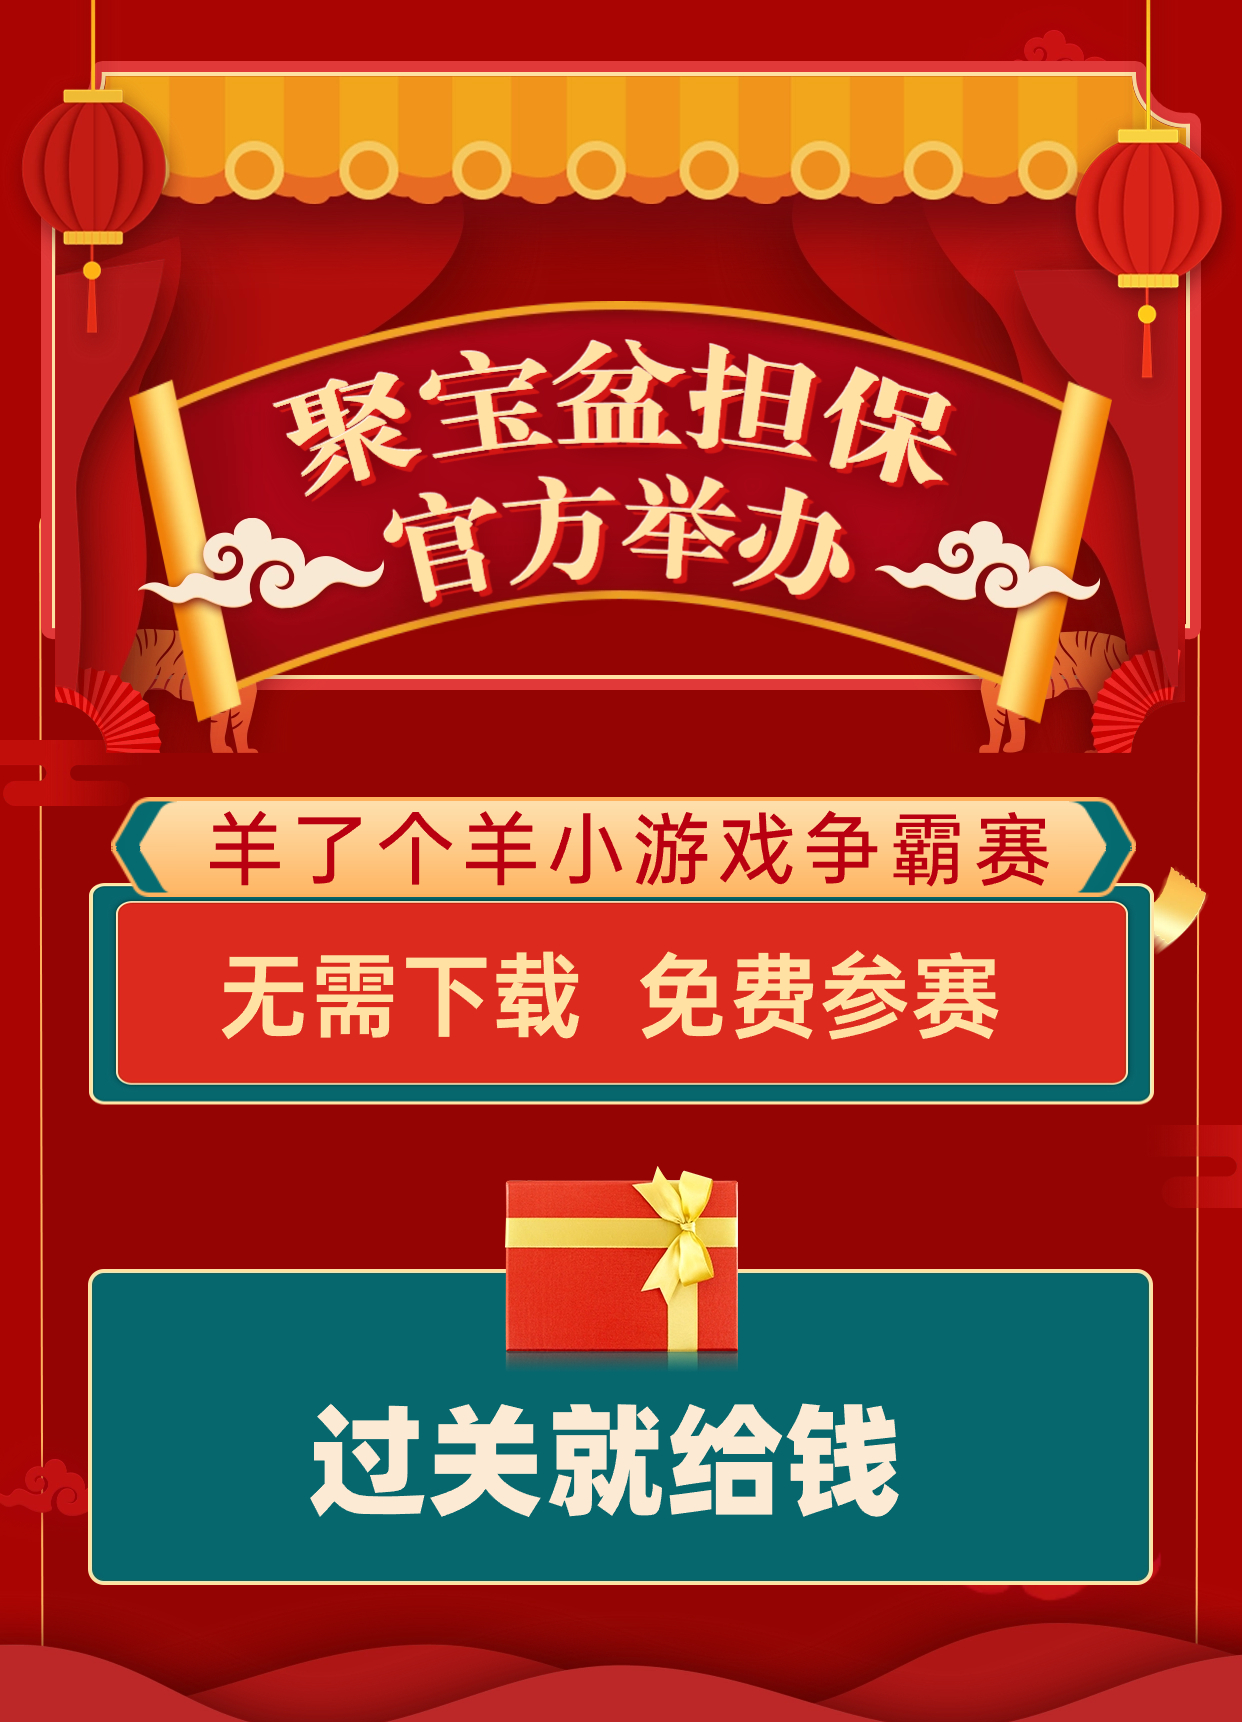 聚宝盆担保
官方举办
羊了个羊小游戏争霸赛
无需下载 免费参赛
过关就给钱